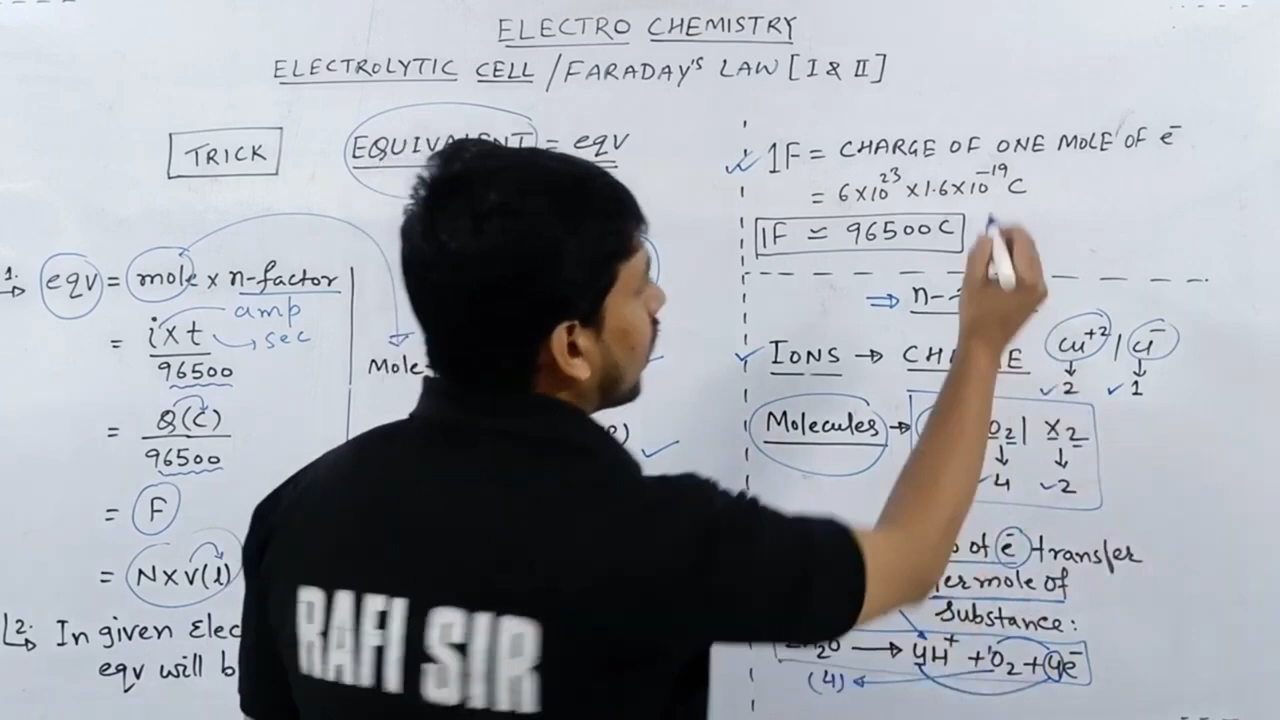 ELECTRO CHEMISTRY
ELECTROLYTIC CELL / FARADAY'S LAW [I & II]
TRICK
EQUIVALENT = eqv
1. eqv = mole × n-factor
= i×t amp
96500 sec
= Q(C)
96500
= F
= N×V(l)
2. In given Elec
eqv will b
Mole
1F = CHARGE OF ONE MOLE OF e⁻
= 6×10²³ × 1.6×10⁻¹⁹ C
1F ≃ 96500C
⇒ n-
IONS → Cu⁺² | Cl⁻
2 1
Molecules → O₂ | X₂
4 2
of e⁻ transfer
mole of
Substance:
→ 4H⁺ + O₂ + 4e⁻
(4)
RAFI SIR